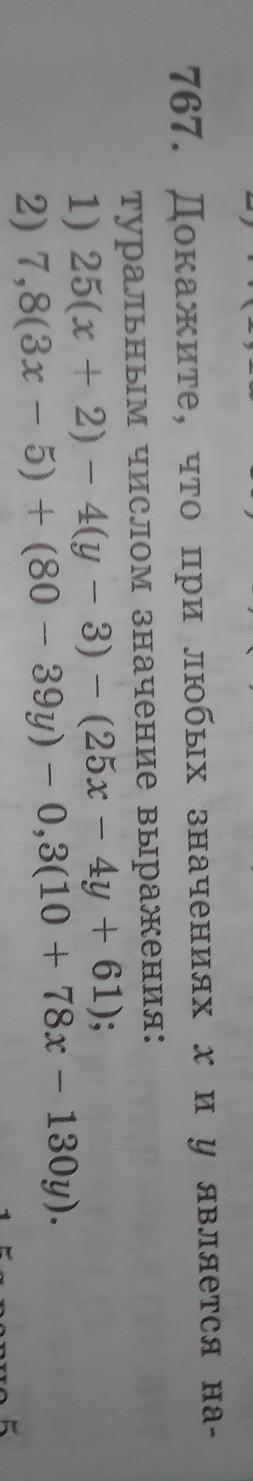 767. Докажите, что при любых значениях x и y является на-
туральным числом значение выражения:
1) 25(x + 2) − 4(y − 3) − (25x − 4y + 61);
2) 7,8(3x − 5) + (80 − 39y) − 0,3(10 + 78x − 130y).